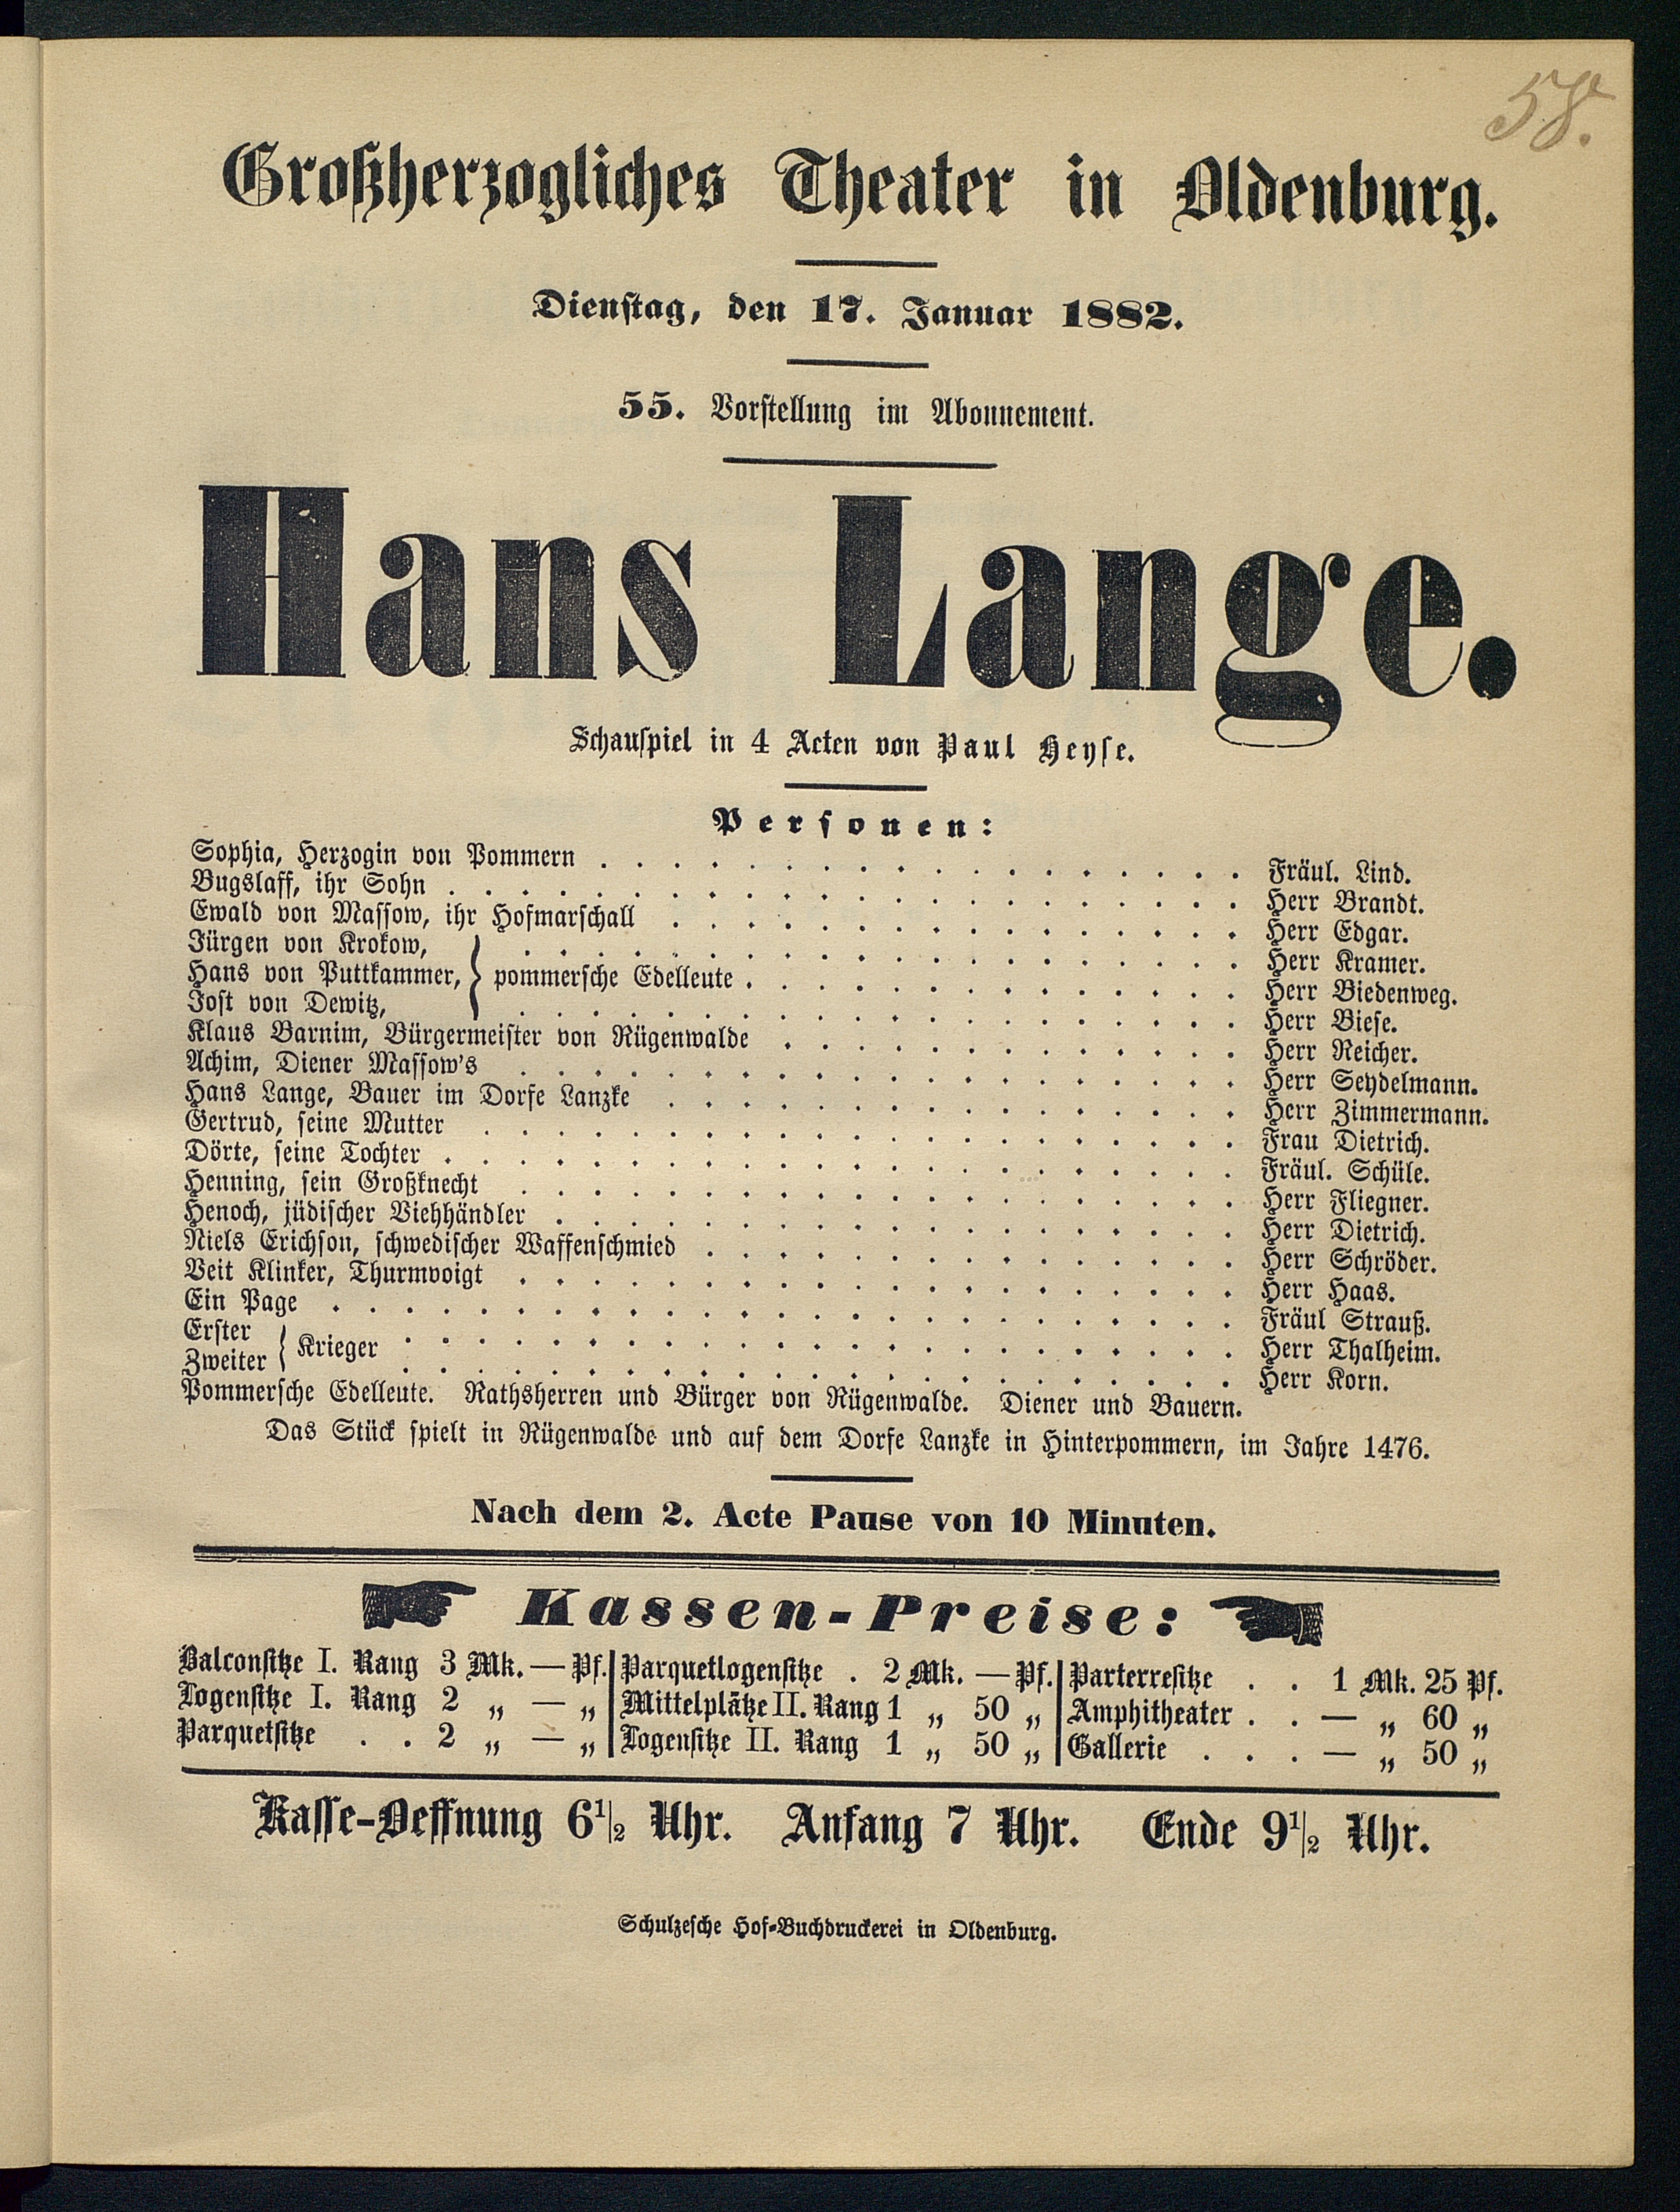 58.
Großherzogliches Theater in Oldenburg.
Dienstag, den 17. Januar 1882.
55. Vorstellung im Abonnement.
Hans Lange.
Schauspiel in 4 Acten von Paul Heyse.
Personen:
Sophia, Herzogin von Pommern . . . . . . . . . . . . . . . . . . Fräul. Lind.
Bugslaff, ihr Sohn . . . . . . . . . . . . . . . . . . . . . . Herr Brandt.
Ewald von Massow, ihr Hofmarschall . . . . . . . . . . . . . . . . Herr Edgar.
Jürgen von Krokow, . . . . . . . . . . . . . . . . . . . . Herr Kramer.
Hans von Puttkammer, } pommersche Edelleute . . . . . . . . . . . . . . Herr Biedenweg.
Jost von Dewitz, . . . . . . . . . . . . . . . . . . . . Herr Biese.
Klaus Barnim, Bürgermeister von Rügenwalde . . . . . . . . . . . . . Herr Reicher.
Achim, Diener Massow's . . . . . . . . . . . . . . . . . . . . Herr Seydelmann.
Hans Lange, Bauer im Dorfe Lanzke . . . . . . . . . . . . . . . . Herr Zimmermann.
Gertrud, seine Mutter . . . . . . . . . . . . . . . . . . . . . Frau Dietrich.
Dörte, seine Tochter . . . . . . . . . . . . . . . . . . . . . . Fräul. Schüle.
Henning, sein Großknecht . . . . . . . . . . . . . . . . . . . . Herr Fliegner.
Henoch, jüdischer Viehhändler . . . . . . . . . . . . . . . . . . . Herr Dietrich.
Niels Erichson, schwedischer Waffenschmied . . . . . . . . . . . . . . . Herr Schröder.
Veit Klinker, Thurmvoigt . . . . . . . . . . . . . . . . . . . . Herr Haas.
Ein Page . . . . . . . . . . . . . . . . . . . . . . . . . Fräul Strauß.
Erster } Krieger . . . . . . . . . . . . . . . . . . . . . . . Herr Thalheim.
Zweiter . . . . . . . . . . . . . . . . . . . . . . . Herr Korn.
Pommersche Edelleute. Rathsherren und Bürger von Rügenwalde. Diener und Bauern.
Das Stück spielt in Rügenwalde und auf dem Dorfe Lanzke in Hinterpommern, im Jahre 1476.
Nach dem 2. Acte Pause von 10 Minuten.
Kassen-Preise:
Balconsitze I. Rang 3 Mk. — Pf. | Parquetlogensitze . 2 Mk. — Pf. | Parterresitze . . 1 Mk. 25 Pf.
Logensitze I. Rang 2 „ — „ | Mittelplätze II. Rang 1 „ 50 „ | Amphitheater . . — „ 60 „
Parquetsitze . . 2 „ — „ | Logensitze II. Rang 1 „ 50 „ | Gallerie . . . — „ 50 „
Kasse-Oeffnung 6 1/2 Uhr. Anfang 7 Uhr. Ende 9 1/2 Uhr.
Schulzesche Hof-Buchdruckerei in Oldenburg.